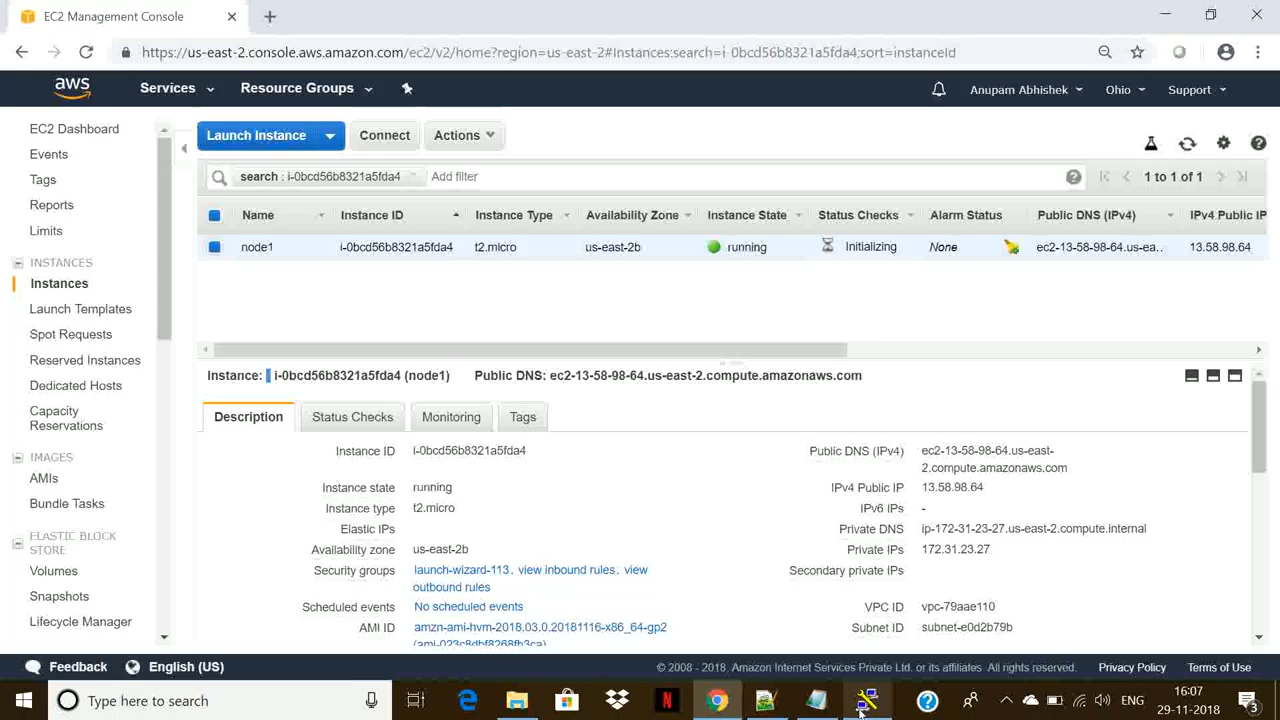 EC2 Management Console
https://us-east-2.console.aws.amazon.com/ec2/v2/home?region=us-east-2#Instances:search=i-0bcd56b8321a5fda4;sort=instanceId
aws
Services
Resource Groups
Anupam Abhishek
Ohio
Support
EC2 Dashboard
Events
Tags
Reports
Limits
INSTANCES
Instances
Launch Templates
Spot Requests
Reserved Instances
Dedicated Hosts
Capacity
Reservations
IMAGES
AMIs
Bundle Tasks
ELASTIC BLOCK
STORE
Volumes
Snapshots
Lifecycle Manager
Launch Instance
Connect
Actions
search : i-0bcd56b8321a5fda4
Add filter
1 to 1 of 1
Name Instance ID Instance Type Availability Zone Instance State Status Checks Alarm Status Public DNS (IPv4) IPv4 Public IP
node1 i-0bcd56b8321a5fda4 t2.micro us-east-2b running Initializing None ec2-13-58-98-64.us-ea... 13.58.98.64
Instance: i-0bcd56b8321a5fda4 (node1) Public DNS: ec2-13-58-98-64.us-east-2.compute.amazonaws.com
Description
Status Checks
Monitoring
Tags
Instance ID i-0bcd56b8321a5fda4
Instance state running
Instance type t2.micro
Elastic IPs
Availability zone us-east-2b
Security groups launch-wizard-113. view inbound rules. view
outbound rules
Scheduled events No scheduled events
AMI ID amzn-ami-hvm-2018.03.0.20181116-x86_64-gp2
(ami-023c8dbf8268fb3ca)
Public DNS (IPv4) ec2-13-58-98-64.us-east-
2.compute.amazonaws.com
IPv4 Public IP 13.58.98.64
IPv6 IPs -
Private DNS ip-172-31-23-27.us-east-2.compute.internal
Private IPs 172.31.23.27
Secondary private IPs
VPC ID vpc-79aae110
Subnet ID subnet-e0d2b79b
Feedback
English (US)
© 2008 - 2018, Amazon Internet Services Private Ltd. or its affiliates. All rights reserved.
Privacy Policy
Terms of Use
Type here to search
ENG
16:07
29-11-2018
3